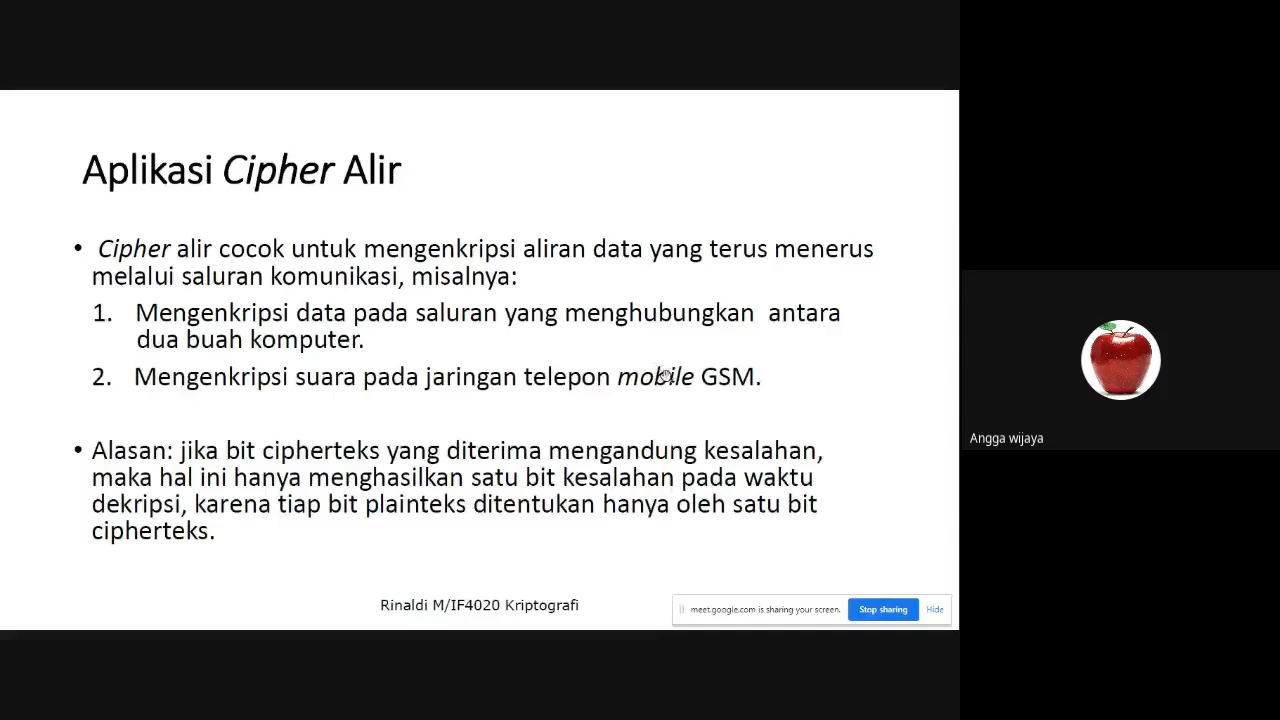 Aplikasi Cipher Alir
• Cipher alir cocok untuk mengenkripsi aliran data yang terus menerus
melalui saluran komunikasi, misalnya:
1. Mengenkripsi data pada saluran yang menghubungkan antara
dua buah komputer.
2. Mengenkripsi suara pada jaringan telepon mobile GSM.
• Alasan: jika bit cipherteks yang diterima mengandung kesalahan,
maka hal ini hanya menghasilkan satu bit kesalahan pada waktu
dekripsi, karena tiap bit plainteks ditentukan hanya oleh satu bit
cipherteks.
Rinaldi M/IF4020 Kriptografi
meet.google.com is sharing your screen. Stop sharing Hide
Angga wijaya